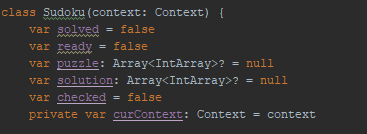 class Sudoku(context: Context) {
    var solved = false
    var ready = false
    var puzzle: Array<IntArray>? = null
    var solution: Array<IntArray>? = null
    var checked = false
    private var curContext: Context = context